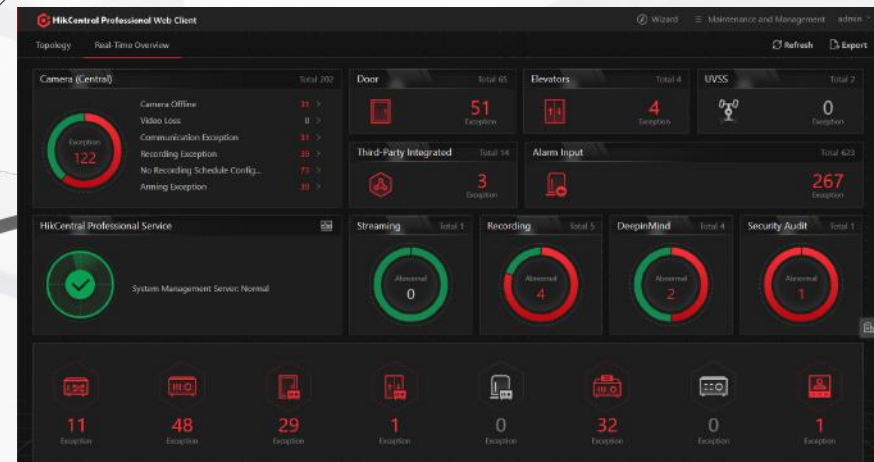 HikCentral Professional Web Client
Wizard
Maintenance and Management
admin
Topology
Real-Time Overview
Refresh
Export
Camera (Central)
Total 202
Exception
122
Camera Offline 31 >
Video Loss 0 >
Communication Exception 31 >
Recording Exception 39 >
No Recording Schedule Config... 73 >
Arming Exception 39 >
Door
Total 65
51
Exception
Elevators
Total 4
4
Exception
UVSS
Total 2
0
Exception
Third-Party Integrated
Total 14
3
Exception
Alarm Input
Total 623
267
Exception
HikCentral Professional Service
System Management Server: Normal
Streaming
Total 1
Abnormal
0
Recording
Total 5
Abnormal
4
DeepinMind
Total 4
Abnormal
2
Security Audit
Total 1
Abnormal
1
11
Exception
48
Exception
29
Exception
1
Exception
0
Exception
32
Exception
0
Exception
1
Exception